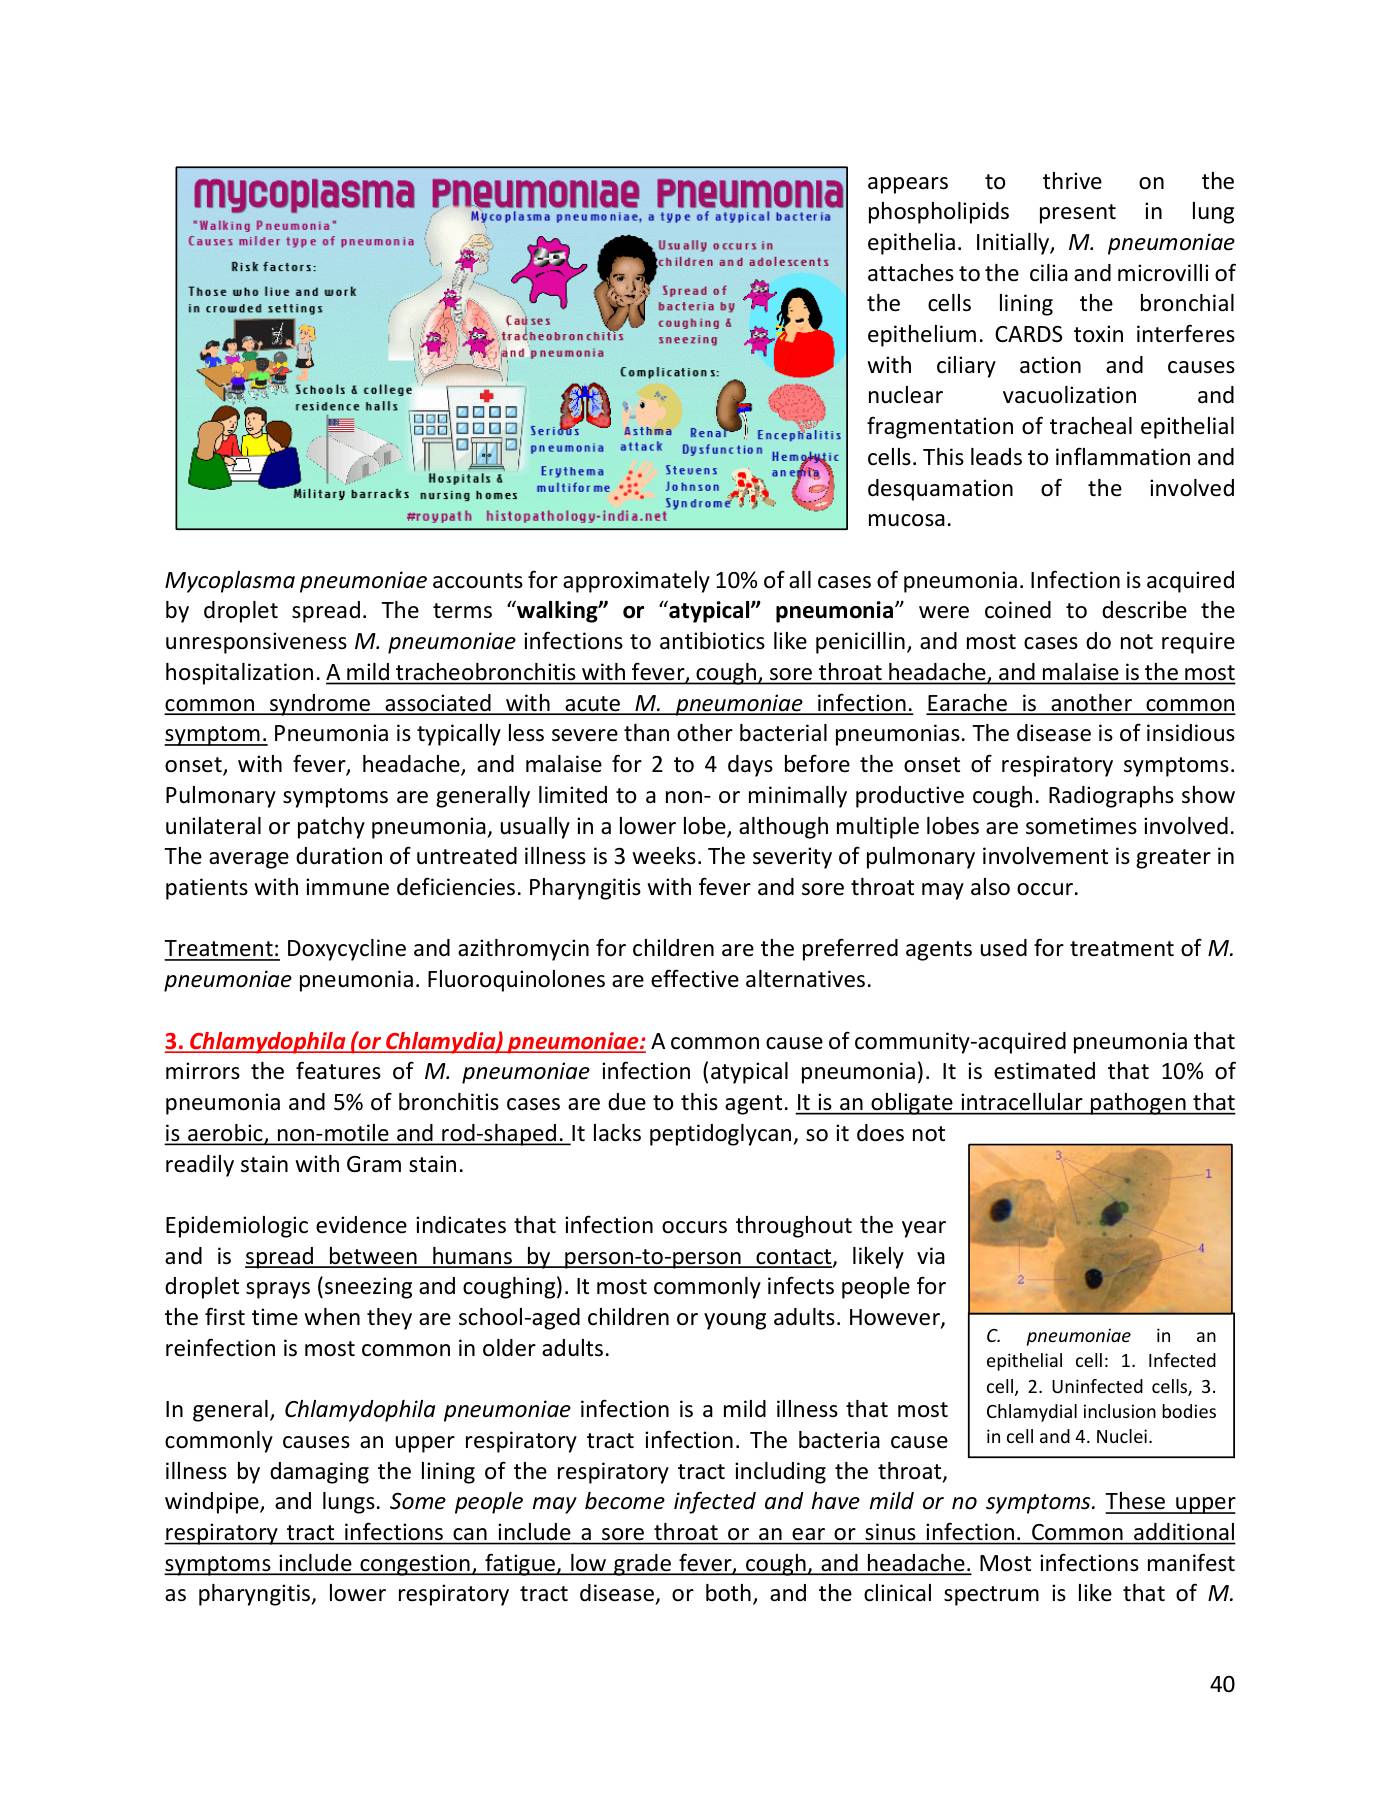 Mycoplasma Pneumoniae Pneumonia
Mycoplasma pneumoniae, a type of atypical bacteria
"Walking Pneumonia"
Causes milder type of pneumonia
Risk factors:
Those who live and work
in crowded settings
Schools & college
residence halls
Military barracks
Hospitals &
nursing homes
Causes
tracheobronchitis
and pneumonia
Usually occurs in
children and adolescents
Spread of
bacteria by
coughing &
sneezing
Complications:
Serious
pneumonia
Asthma
attack
Renal
Dysfunction
Encephalitis
Hemolytic
anemia
Erythema
multiforme
Stevens
Johnson
Syndrome
#roypath histopathology-india.net
appears to thrive on the
phospholipids present in lung
epithelia. Initially, M. pneumoniae
attaches to the cilia and microvilli of
the cells lining the bronchial
epithelium. CARDS toxin interferes
with ciliary action and causes
nuclear vacuolization and
fragmentation of tracheal epithelial
cells. This leads to inflammation and
desquamation of the involved
mucosa.
Mycoplasma pneumoniae accounts for approximately 10% of all cases of pneumonia. Infection is acquired
by droplet spread. The terms “walking” or “atypical” pneumonia” were coined to describe the
unresponsiveness M. pneumoniae infections to antibiotics like penicillin, and most cases do not require
hospitalization. A mild tracheobronchitis with fever, cough, sore throat headache, and malaise is the most
common syndrome associated with acute M. pneumoniae infection. Earache is another common
symptom. Pneumonia is typically less severe than other bacterial pneumonias. The disease is of insidious
onset, with fever, headache, and malaise for 2 to 4 days before the onset of respiratory symptoms.
Pulmonary symptoms are generally limited to a non- or minimally productive cough. Radiographs show
unilateral or patchy pneumonia, usually in a lower lobe, although multiple lobes are sometimes involved.
The average duration of untreated illness is 3 weeks. The severity of pulmonary involvement is greater in
patients with immune deficiencies. Pharyngitis with fever and sore throat may also occur.
Treatment: Doxycycline and azithromycin for children are the preferred agents used for treatment of M.
pneumoniae pneumonia. Fluoroquinolones are effective alternatives.
3. Chlamydophila (or Chlamydia) pneumoniae: A common cause of community-acquired pneumonia that
mirrors the features of M. pneumoniae infection (atypical pneumonia). It is estimated that 10% of
pneumonia and 5% of bronchitis cases are due to this agent. It is an obligate intracellular pathogen that
is aerobic, non-motile and rod-shaped. It lacks peptidoglycan, so it does not
readily stain with Gram stain.
Epidemiologic evidence indicates that infection occurs throughout the year
and is spread between humans by person-to-person contact, likely via
droplet sprays (sneezing and coughing). It most commonly infects people for
the first time when they are school-aged children or young adults. However,
reinfection is most common in older adults.
3
1
4
2
C. pneumoniae in an
epithelial cell: 1. Infected
cell, 2. Uninfected cells, 3.
Chlamydial inclusion bodies
in cell and 4. Nuclei.
In general, Chlamydophila pneumoniae infection is a mild illness that most
commonly causes an upper respiratory tract infection. The bacteria cause
illness by damaging the lining of the respiratory tract including the throat,
windpipe, and lungs. Some people may become infected and have mild or no symptoms. These upper
respiratory tract infections can include a sore throat or an ear or sinus infection. Common additional
symptoms include congestion, fatigue, low grade fever, cough, and headache. Most infections manifest
as pharyngitis, lower respiratory tract disease, or both, and the clinical spectrum is like that of M.
40